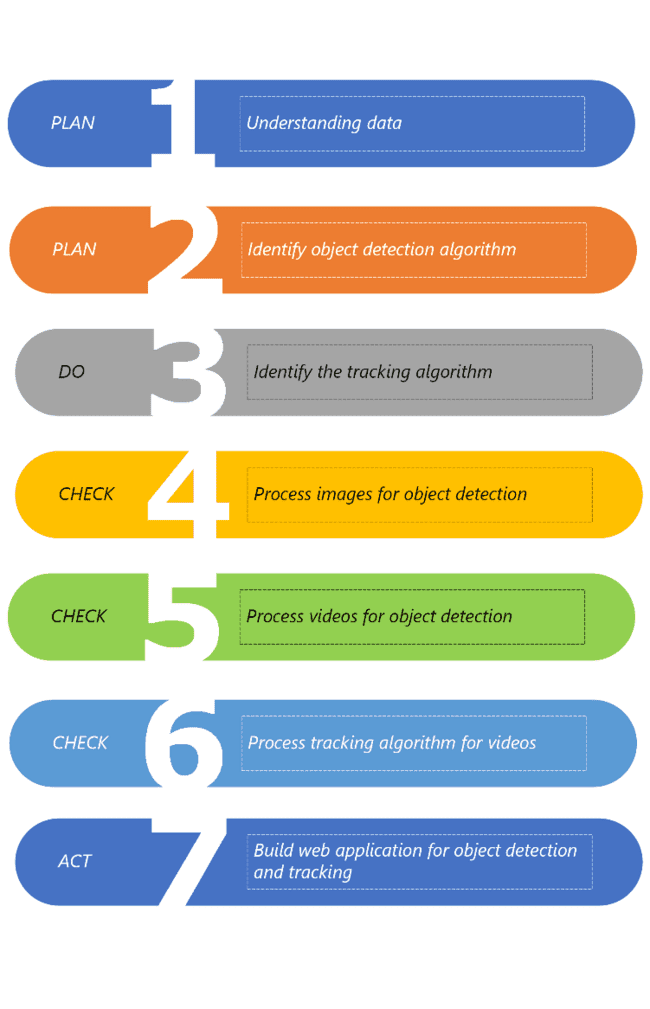 PLAN 1 Understanding data
PLAN 2 Identify object detection algorithm
DO 3 Identify the tracking algorithm
CHECK 4 Process images for object detection
CHECK 5 Process videos for object detection
CHECK 6 Process tracking algorithm for videos
ACT 7 Build web application for object detection
and tracking